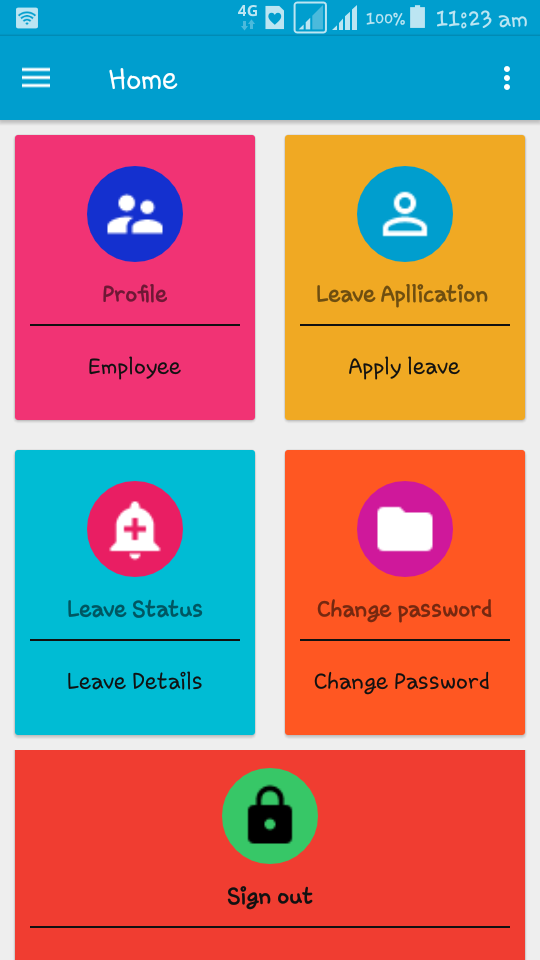 4G 100% 11:23 am
Home
Profile
Employee
Leave Apllication
Apply leave
Leave Status
Leave Details
Change password
Change Password
Sign out